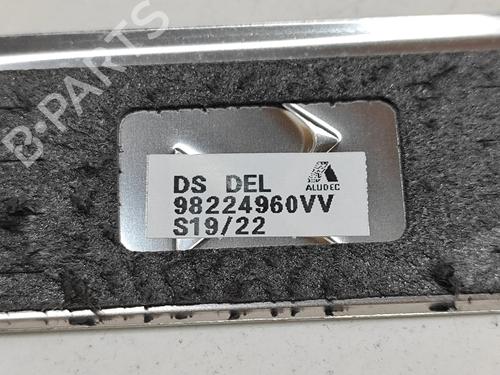 B-PARTS
DS DEL
98224960VV
S19/22
ALUDEC